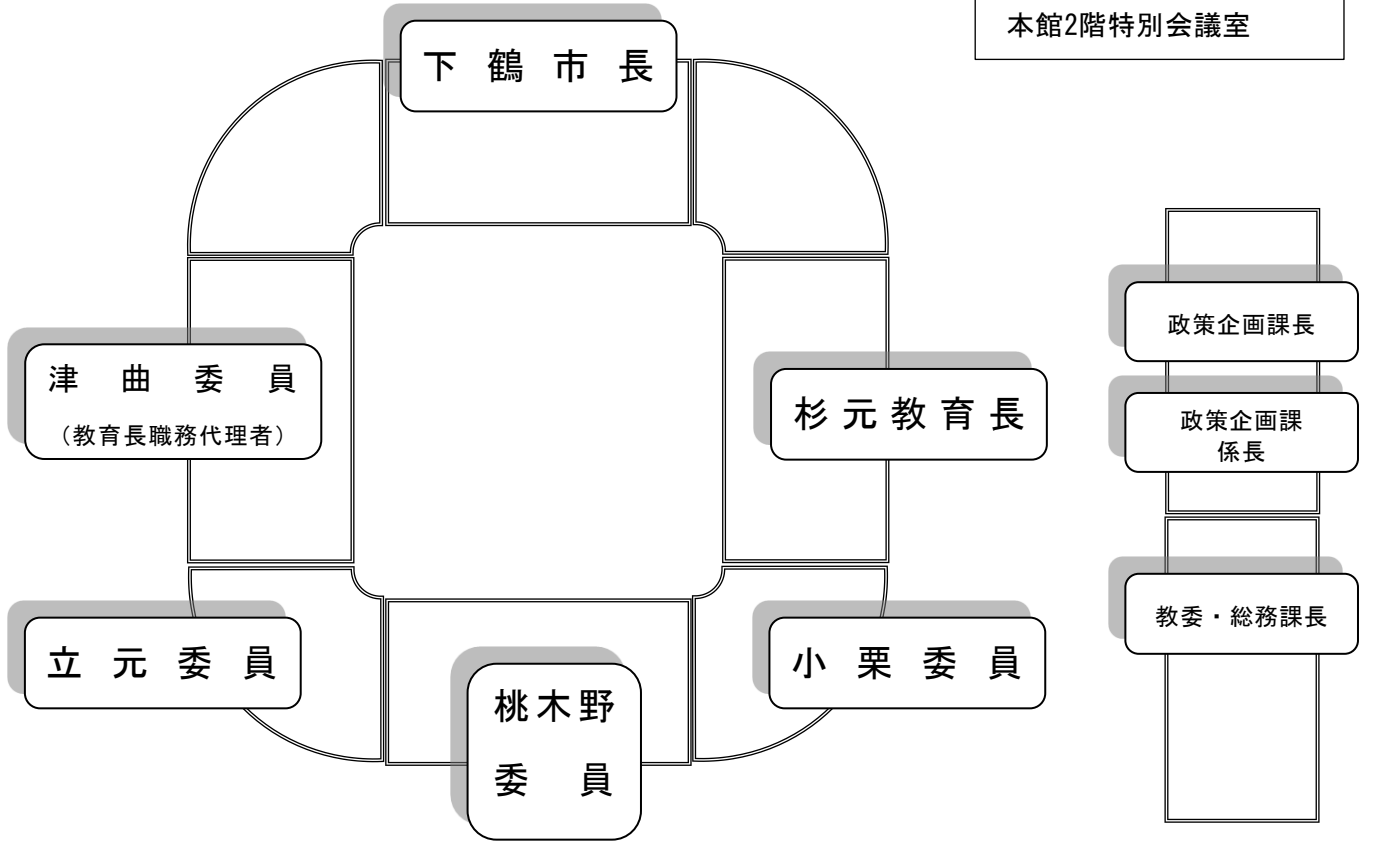 本館2階特別会議室
下鶴市長
津曲委員
（教育長職務代理者）
杉元教育長
政策企画課長
政策企画課
係長
教委・総務課長
立元委員
桃木野
委員
小栗委員